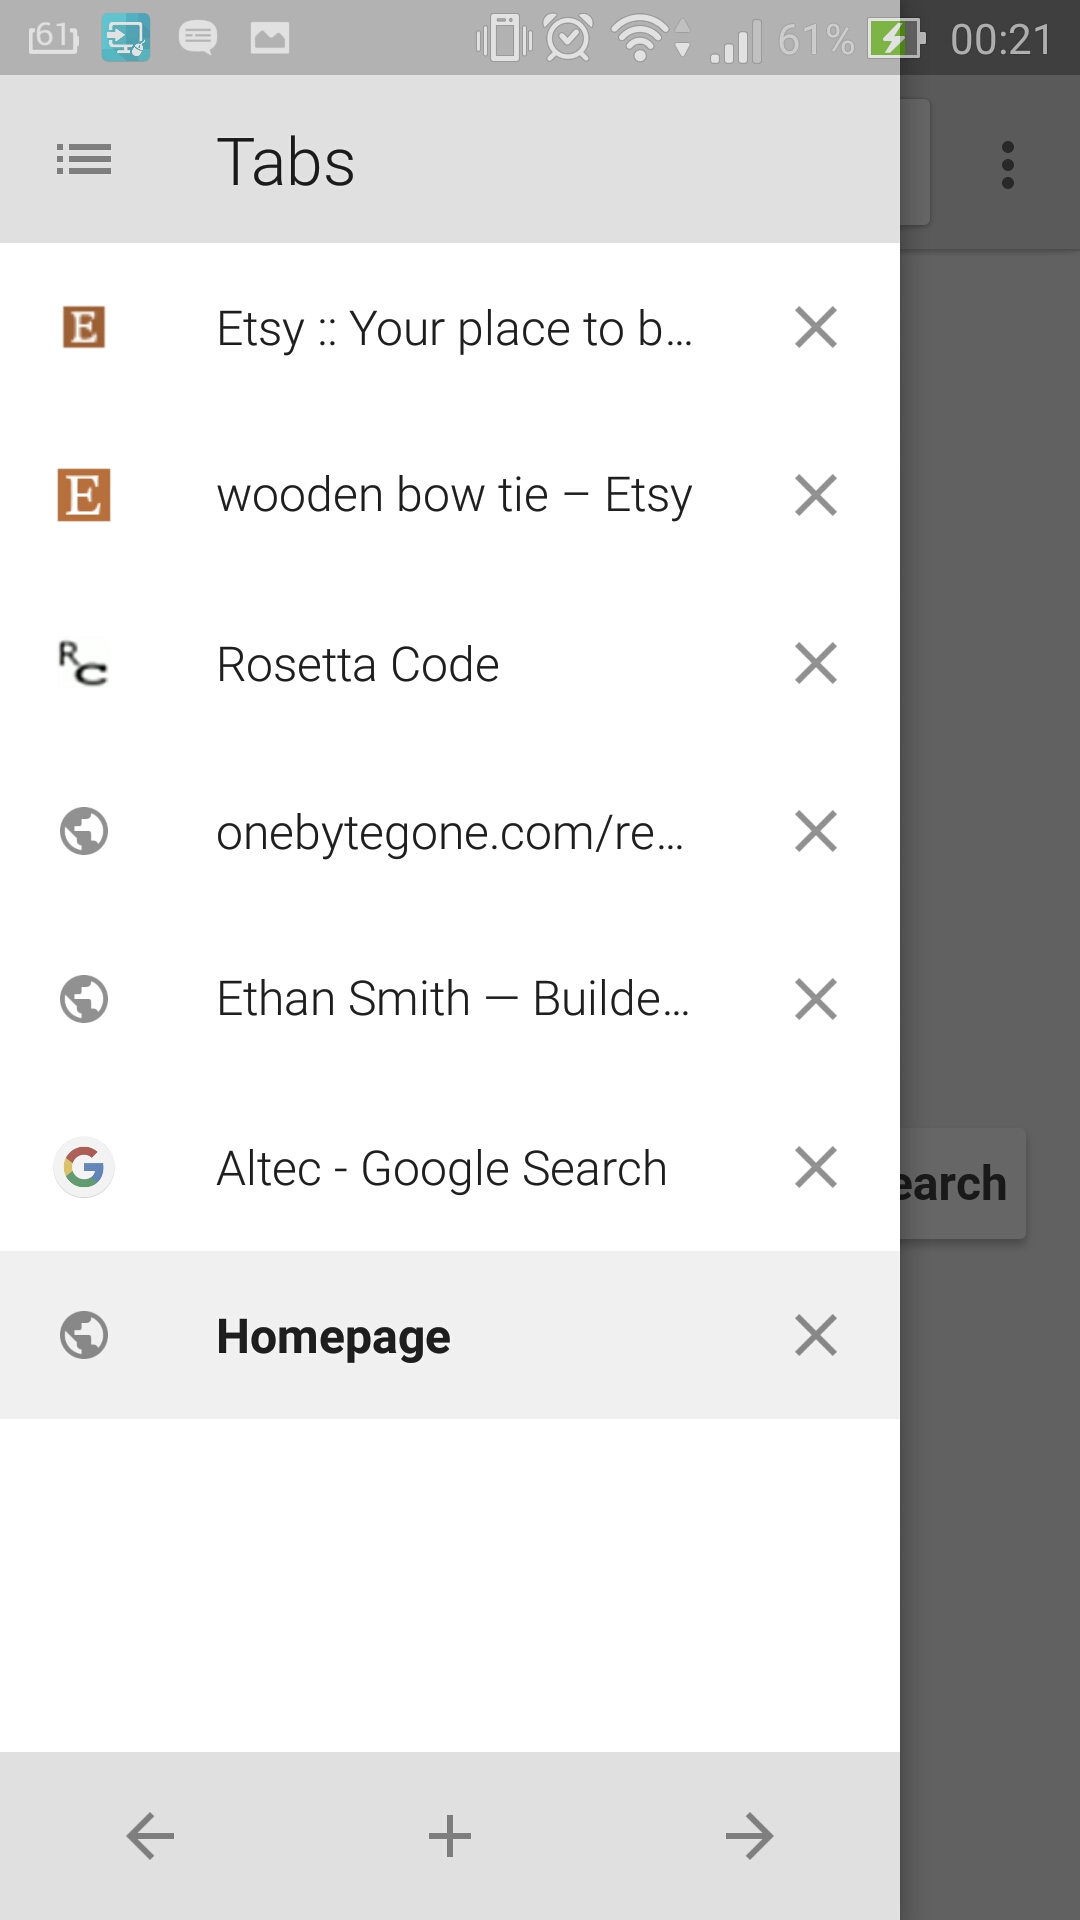 61 61% 00:21
Tabs
E Etsy :: Your place to b...
E wooden bow tie – Etsy
RC Rosetta Code
onebytegone.com/re...
Ethan Smith — Builde...
G Altec - Google Search
earch
Homepage